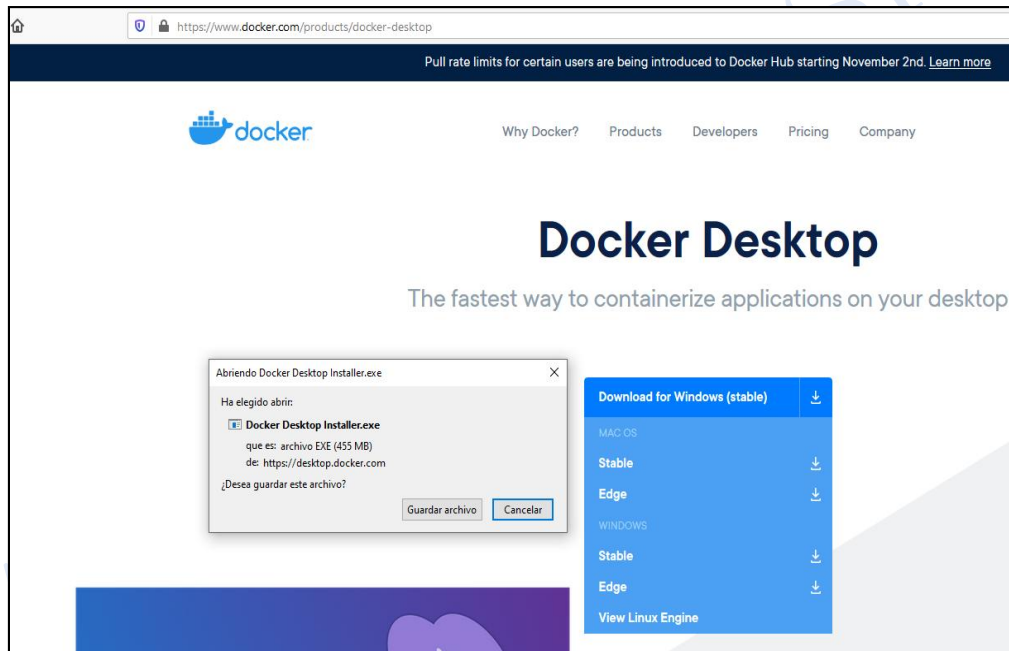 https://www.docker.com/products/docker-desktop
Pull rate limits for certain users are being introduced to Docker Hub starting November 2nd. Learn more
docker
Why Docker? Products Developers Pricing Company
Docker Desktop
The fastest way to containerize applications on your desktop
Abriendo Docker Desktop Installer.exe
Ha elegido abrir:
Docker Desktop Installer.exe
que es: archivo EXE (455 MB)
de: https://desktop.docker.com
¿Desea guardar este archivo?
Guardar archivo Cancelar
Download for Windows (stable)
MAC OS
Stable
Edge
WINDOWS
Stable
Edge
View Linux Engine